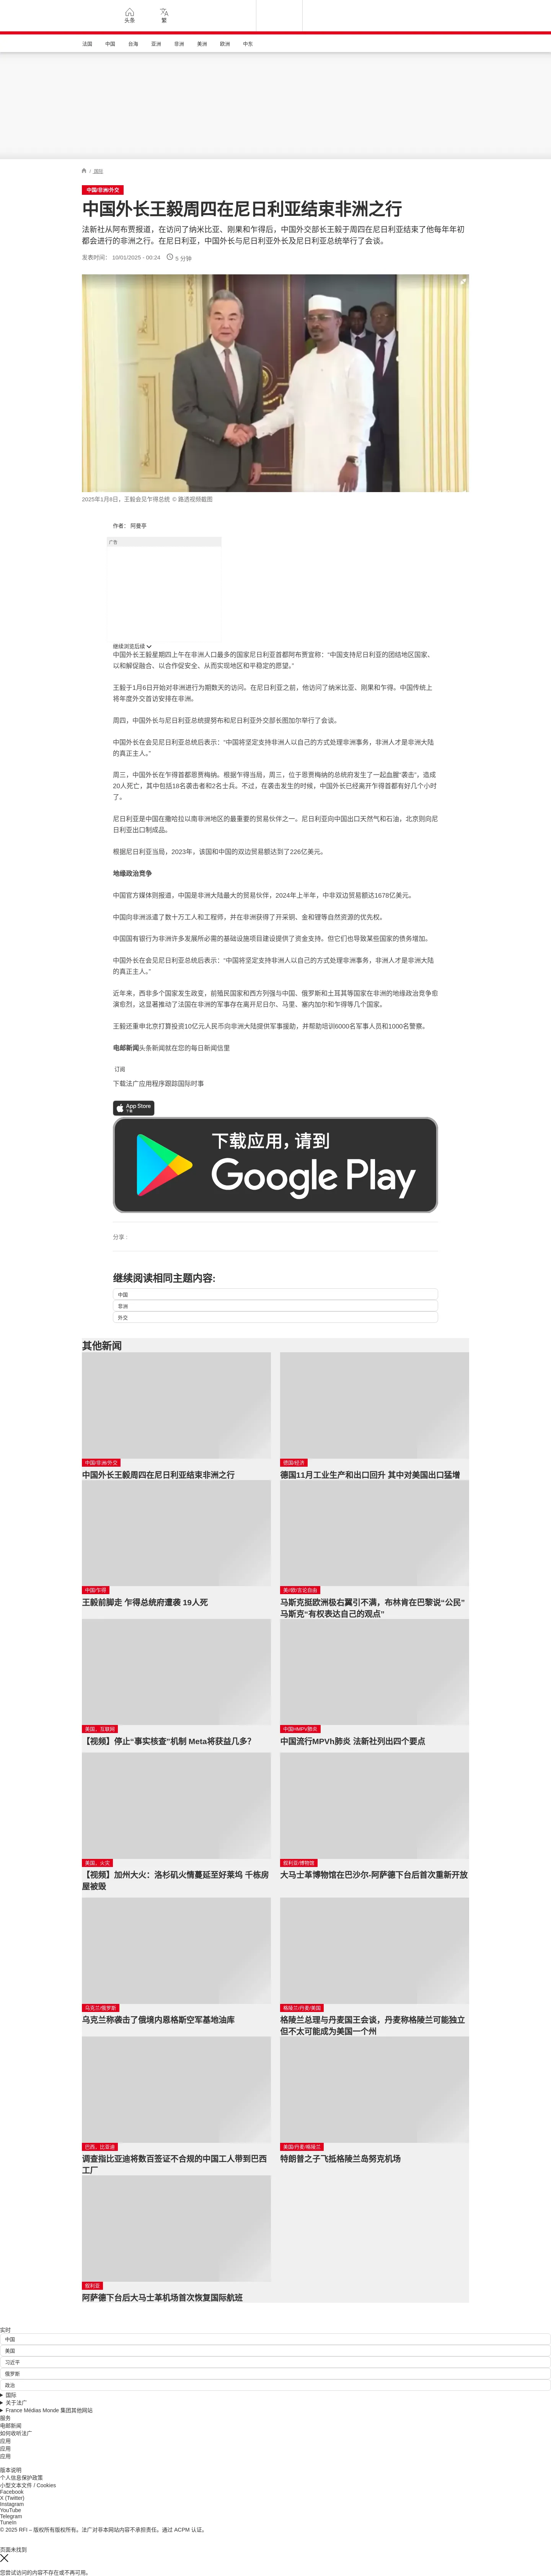 头条
繁
法国
中国
台海
亚洲
非洲
美洲
欧洲
中东
/ 国际
中国/非洲/外交
中国外长王毅周四在尼日利亚结束非洲之行
法新社从阿布贾报道，在访问了纳米比亚、刚果和乍得后，中国外交部长王毅于周四在尼日利亚结束了他每年年初
都会进行的非洲之行。在尼日利亚，中国外长与尼日利亚外长及尼日利亚总统举行了会谈。
发表时间： 10/01/2025 - 00:24
5 分钟
2025年1月8日，王毅会见乍得总统 © 路透视频截图
作者： 阿曼亭
广告
继续浏览后续
中国外长王毅星期四上午在非洲人口最多的国家尼日利亚首都阿布贾宣称：“中国支持尼日利亚的团结地区国家、
以和解促融合、以合作促安全、从而实现地区和平稳定的愿望。”
王毅于1月6日开始对非洲进行为期数天的访问。在尼日利亚之前，他访问了纳米比亚、刚果和乍得。中国传统上
将年度外交首访安排在非洲。
周四，中国外长与尼日利亚总统提努布和尼日利亚外交部长图加尔举行了会谈。
中国外长在会见尼日利亚总统后表示：“中国将坚定支持非洲人以自己的方式处理非洲事务，非洲人才是非洲大陆
的真正主人。”
周三，中国外长在乍得首都恩贾梅纳。根据乍得当局，周三，位于恩贾梅纳的总统府发生了一起血腥“袭击”，造成
20人死亡，其中包括18名袭击者和2名士兵。不过，在袭击发生的时候，中国外长已经离开乍得首都有好几个小时
了。
尼日利亚是中国在撒哈拉以南非洲地区的最重要的贸易伙伴之一。尼日利亚向中国出口天然气和石油，北京则向尼
日利亚出口制成品。
根据尼日利亚当局，2023年，该国和中国的双边贸易额达到了226亿美元。
地缘政治竞争
中国官方媒体则报道，中国是非洲大陆最大的贸易伙伴，2024年上半年，中非双边贸易额达1678亿美元。
中国向非洲派遣了数十万工人和工程师，并在非洲获得了开采铜、金和锂等自然资源的优先权。
中国国有银行为非洲许多发展所必需的基础设施项目建设提供了资金支持。但它们也导致某些国家的债务增加。
中国外长在会见尼日利亚总统后表示：“中国将坚定支持非洲人以自己的方式处理非洲事务，非洲人才是非洲大陆
的真正主人。”
近年来，西非多个国家发生政变，前殖民国家和西方列强与中国、俄罗斯和土耳其等国家在非洲的地缘政治竞争愈
演愈烈，这显著推动了法国在非洲的军事存在离开尼日尔、马里、塞内加尔和乍得等几个国家。
王毅还重申北京打算投资10亿元人民币向非洲大陆提供军事援助，并帮助培训6000名军事人员和1000名警察。
电邮新闻头条新闻就在您的每日新闻信里
订阅
下载法广应用程序跟踪国际时事
App Store
下载
下载应用，请到
Google Play
分享 :
继续阅读相同主题内容:
中国
非洲
外交
其他新闻
中国/非洲/外交
中国外长王毅周四在尼日利亚结束非洲之行
德国/经济
德国11月工业生产和出口回升 其中对美国出口猛增
中国/乍得
王毅前脚走 乍得总统府遭袭 19人死
美/欧/言论自由
马斯克挺欧洲极右翼引不满，布林肯在巴黎说“公民”
马斯克“有权表达自己的观点”
美国，互联网
【视频】停止“事实核查”机制 Meta将获益几多?
中国HMPV肺炎
中国流行MPVh肺炎 法新社列出四个要点
美国，火灾
【视频】加州大火：洛杉矶火情蔓延至好莱坞 千栋房
屋被毁
叙利亚/博物馆
大马士革博物馆在巴沙尔-阿萨德下台后首次重新开放
乌克兰/俄罗斯
乌克兰称袭击了俄境内恩格斯空军基地油库
格陵兰/丹麦/美国
格陵兰总理与丹麦国王会谈，丹麦称格陵兰可能独立
但不太可能成为美国一个州
巴西，比亚迪
调查指比亚迪将数百签证不合规的中国工人带到巴西
工厂
美国/丹麦/格陵兰
特朗普之子飞抵格陵兰岛努克机场
叙利亚
阿萨德下台后大马士革机场首次恢复国际航班
实时
中国
美国
习近平
俄罗斯
政治
国际
关于法广
France Médias Monde 集团其他网站
服务
电邮新闻
如何收听法广
应用
应用
应用
版本说明
个人信息保护政策
小型文本文件 / Cookies
Facebook
X (Twitter)
Instagram
YouTube
Telegram
TuneIn
© 2025 RFI – 版权所有版权所有。法广对非本网站内容不承担责任。通过 ACPM 认证。
页面未找到
您尝试访问的内容不存在或不再可用。